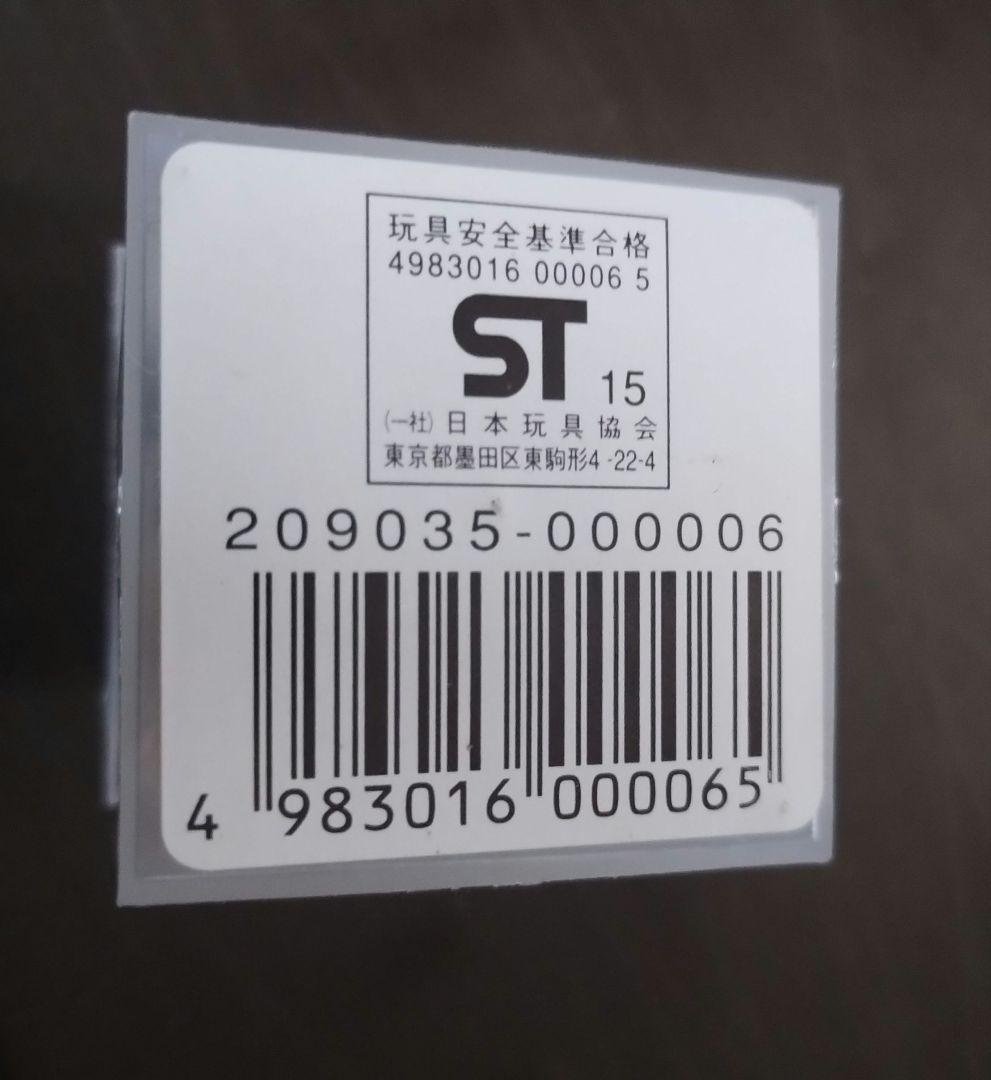 玩具安全基準合格
4983016 00006 5
ST 15
(一社) 日本玩具協会
東京都墨田区東駒形4-22-4
209035-000006
4 983016 000065